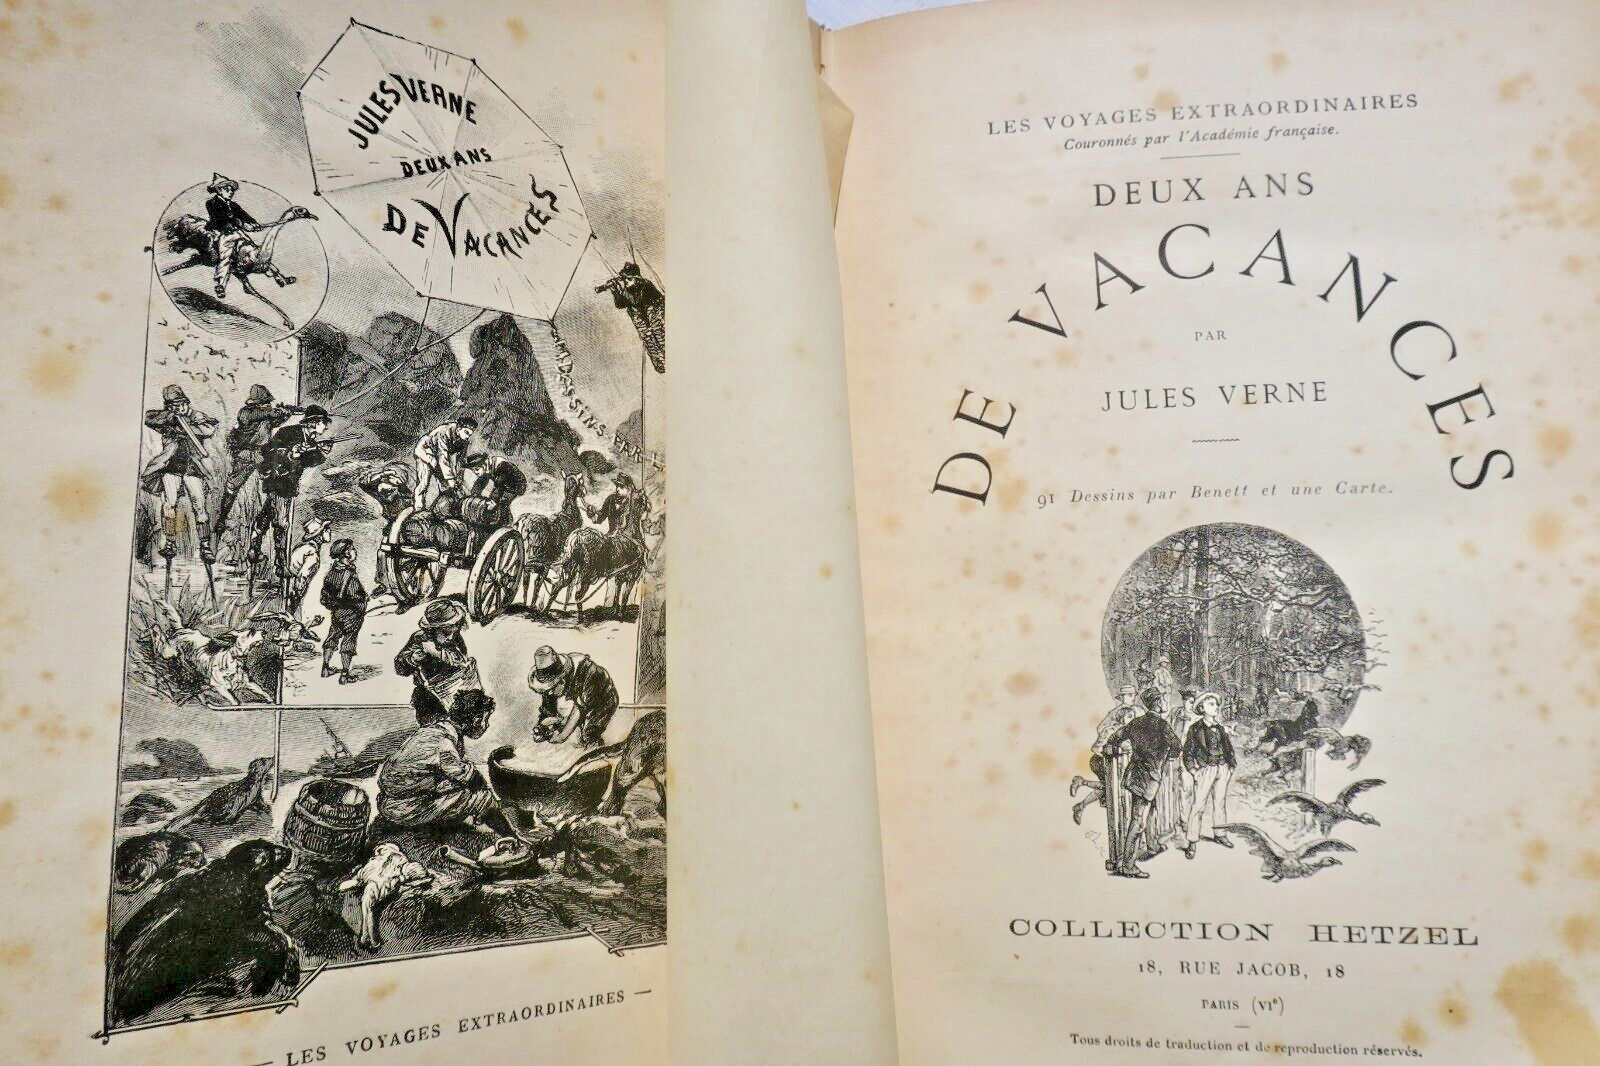 JULES VERNE
DEUX ANS
DE VACANCES
DESSINS PAR L
— LES VOYAGES EXTRAORDINAIRES —
LES VOYAGES EXTRAORDINAIRES
Couronnés par l'Académie française.
DEUX ANS
DE VACANCES
PAR
JULES VERNE
91 Dessins par Benett et une Carte.
COLLECTION HETZEL
18, RUE JACOB, 18
PARIS (VIe)
Tous droits de traduction et de reproduction réservés.